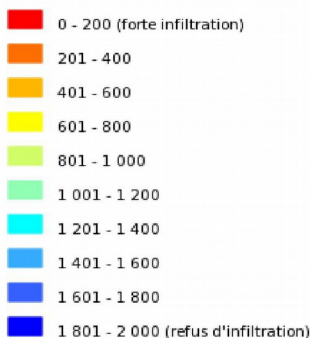 0 - 200 (forte infiltration)
201 - 400
401 - 600
601 - 800
801 - 1 000
1 001 - 1 200
1 201 - 1 400
1 401 - 1 600
1 601 - 1 800
1 801 - 2 000 (refus d'infiltration)